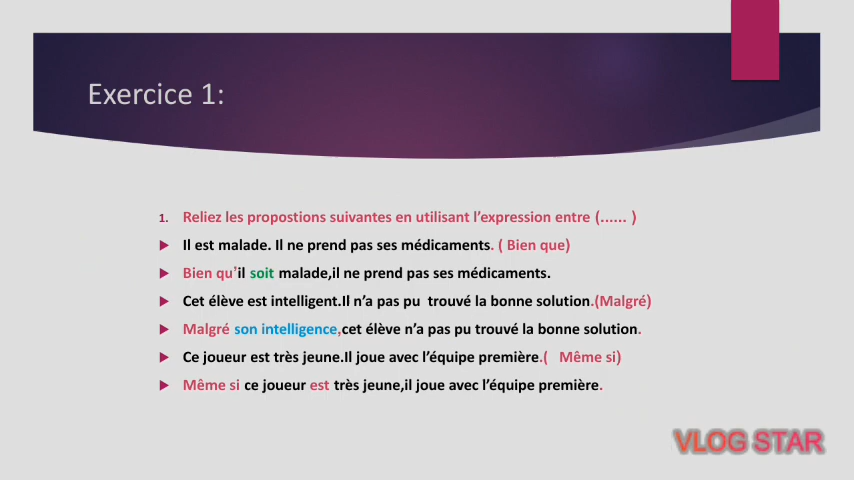 Exercice 1:
1. Reliez les propostions suivantes en utilisant l'expression entre (...... )
Il est malade. Il ne prend pas ses médicaments. ( Bien que)
Bien qu'il soit malade,il ne prend pas ses médicaments.
Cet élève est intelligent.Il n'a pas pu trouvé la bonne solution.(Malgré)
Malgré son intelligence,cet élève n'a pas pu trouvé la bonne solution.
Ce joueur est très jeune.Il joue avec l'équipe première.( Même si)
Même si ce joueur est très jeune,il joue avec l'équipe première.
VLOG STAR